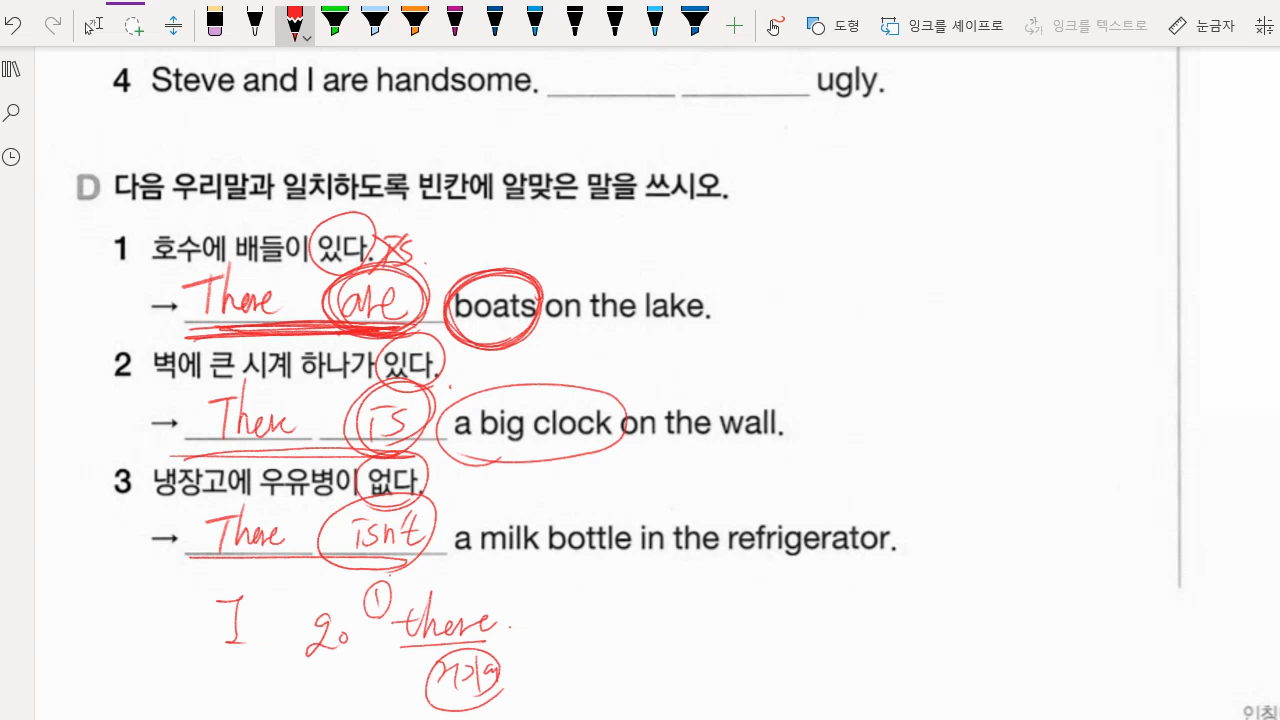 도형 잉크를 셰이프로 잉크를 텍스트로 눈금자
4 Steve and I are handsome. ________ ________ ugly.
D 다음 우리말과 일치하도록 빈칸에 알맞은 말을 쓰시오.
1 호수에 배들이 있다. is.
→ There are boats on the lake.
2 벽에 큰 시계 하나가 있다.
→ There is a big clock on the wall.
3 냉장고에 우유병이 없다.
→ There isn't a milk bottle in the refrigerator.
I go ① there.
인칭